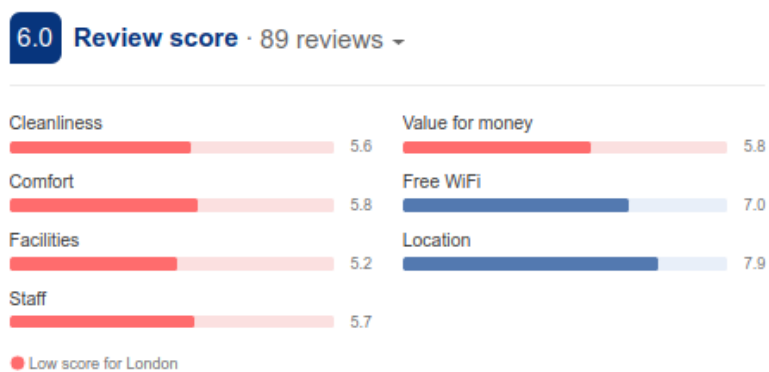 6.0 Review score · 89 reviews
Cleanliness
5.6
Comfort
5.8
Facilities
5.2
Staff
5.7
Value for money
5.8
Free WiFi
7.0
Location
7.9
Low score for London